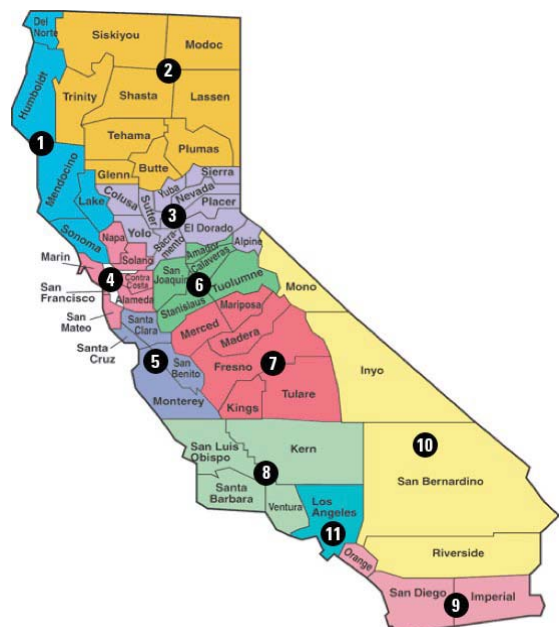 Del
Norte
Siskiyou
Modoc
2
Humboldt
Trinity
Shasta
Lassen
1
Tehama
Plumas
Mendocino
Glenn
Butte
Sierra
Lake
Colusa
Sutter
Yuba
Nevada
Placer
3
Sonoma
Napa
Yolo
Sacra-
mento
El Dorado
Alpine
Marin
Solano
Amador
Calaveras
4
Contra
Costa
San
Joaquin
6
Tuolumne
Mono
San
Francisco
Alameda
Stanislaus
Mariposa
San
Mateo
Santa
Clara
Merced
Madera
Santa
Cruz
5
San
Benito
Fresno
7
Inyo
Monterey
Kings
Tulare
San Luis
Obispo
Kern
10
8
San Bernardino
Santa
Barbara
Ventura
Los
Angeles
11
Orange
Riverside
San Diego
Imperial
9